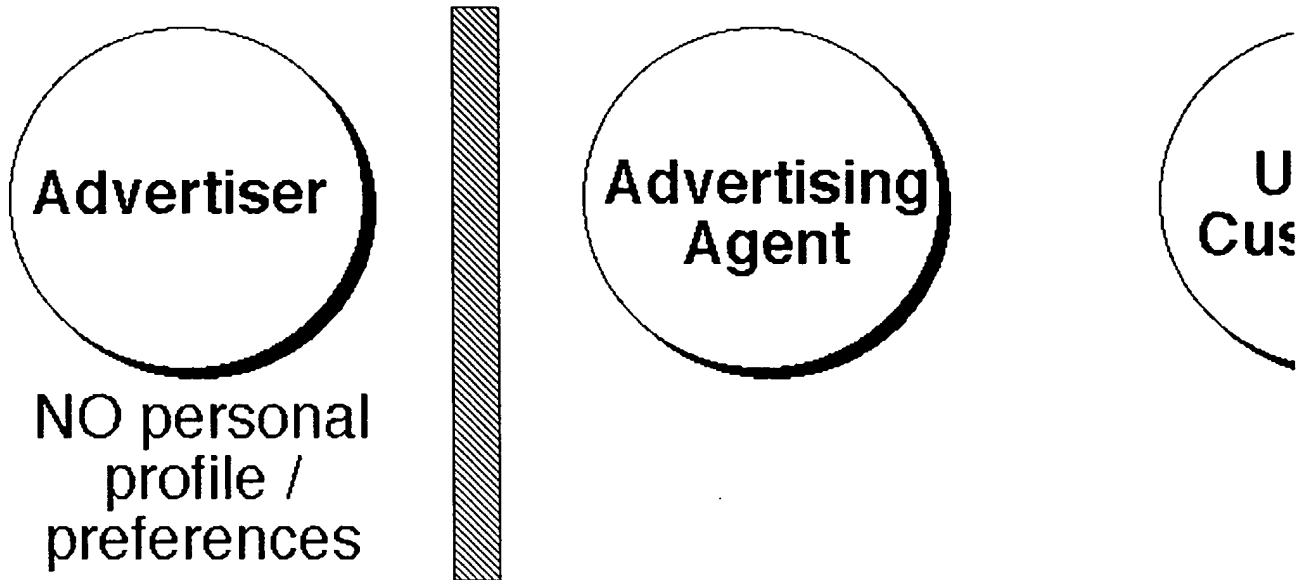 Advertiser
Advertising
Agent
NO personal
profile /
preferences